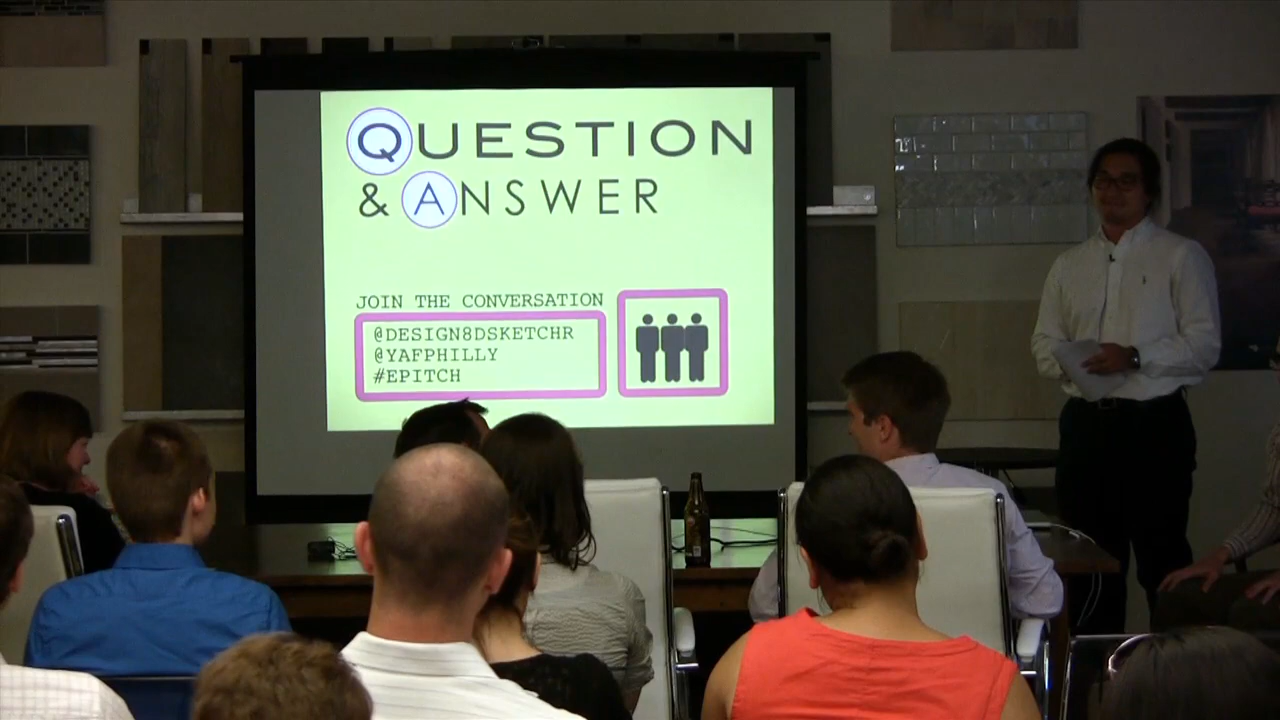 QUESTION
& ANSWER
JOIN THE CONVERSATION
@DESIGN8DSKETCHR
@YAFPHILLY
#EPITCH